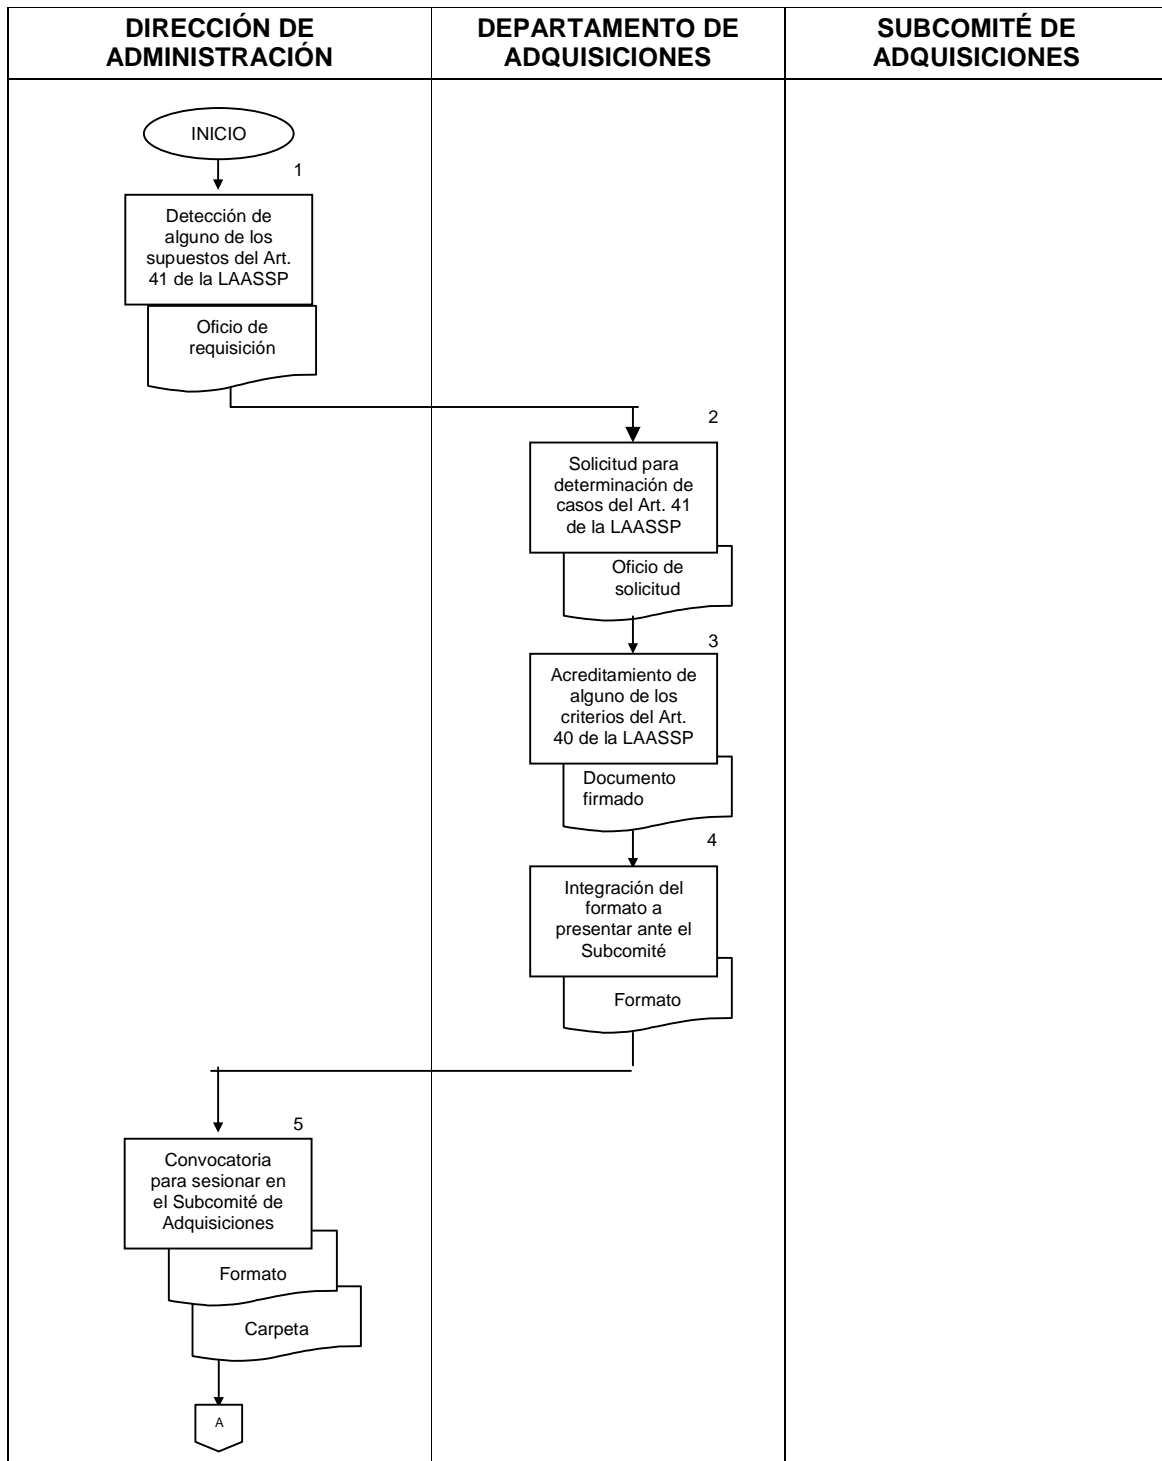 DIRECCIÓN DE
ADMINISTRACIÓN
DEPARTAMENTO DE
ADQUISICIONES
SUBCOMITÉ DE
ADQUISICIONES
INICIO
1
Detección de
alguno de los
supuestos del Art.
41 de la LAASSP
Oficio de
requisición
2
Solicitud para
determinación de
casos del Art. 41
de la LAASSP
Oficio de
solicitud
3
Acreditamiento de
alguno de los
criterios del Art.
40 de la LAASSP
Documento
firmado
4
Integración del
formato a
presentar ante el
Subcomité
Formato
5
Convocatoria
para sesionar en
el Subcomité de
Adquisiciones
Formato
Carpeta
A